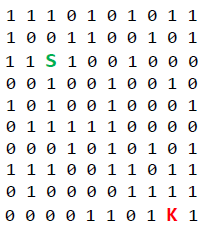 1 1 1 0 1 0 1 0 1 1
1 0 0 1 1 0 0 1 0 1
1 1 S 1 0 0 1 0 0 0
0 0 1 0 0 1 0 0 1 0
1 0 1 0 0 1 0 0 0 1
0 1 1 1 1 1 0 0 0 0
0 0 0 1 0 1 0 1 0 1
1 1 1 0 0 1 1 0 1 1
0 1 0 0 0 0 1 1 1 1
0 0 0 0 1 1 0 1 K 1